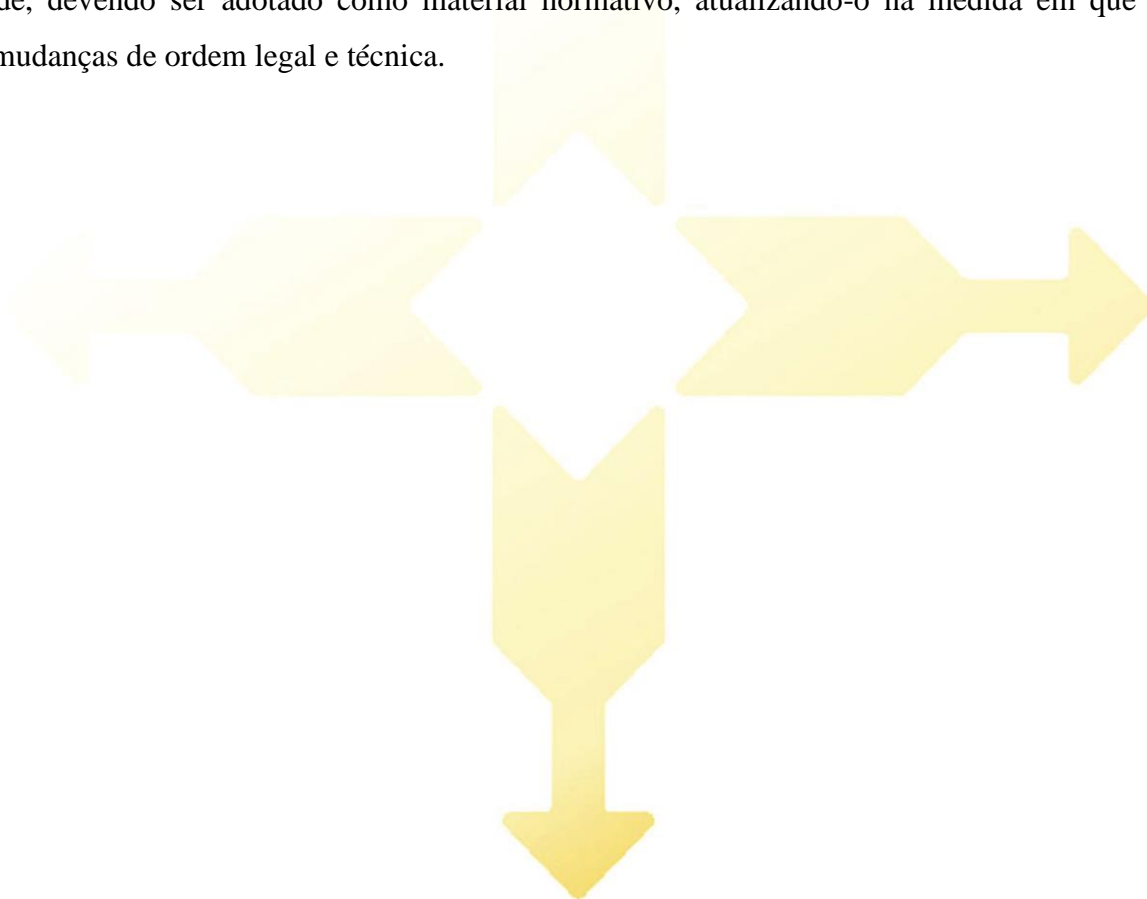 de, devendo ser adotado como material normativo, atualizando-o na medida em que
mudanças de ordem legal e técnica.